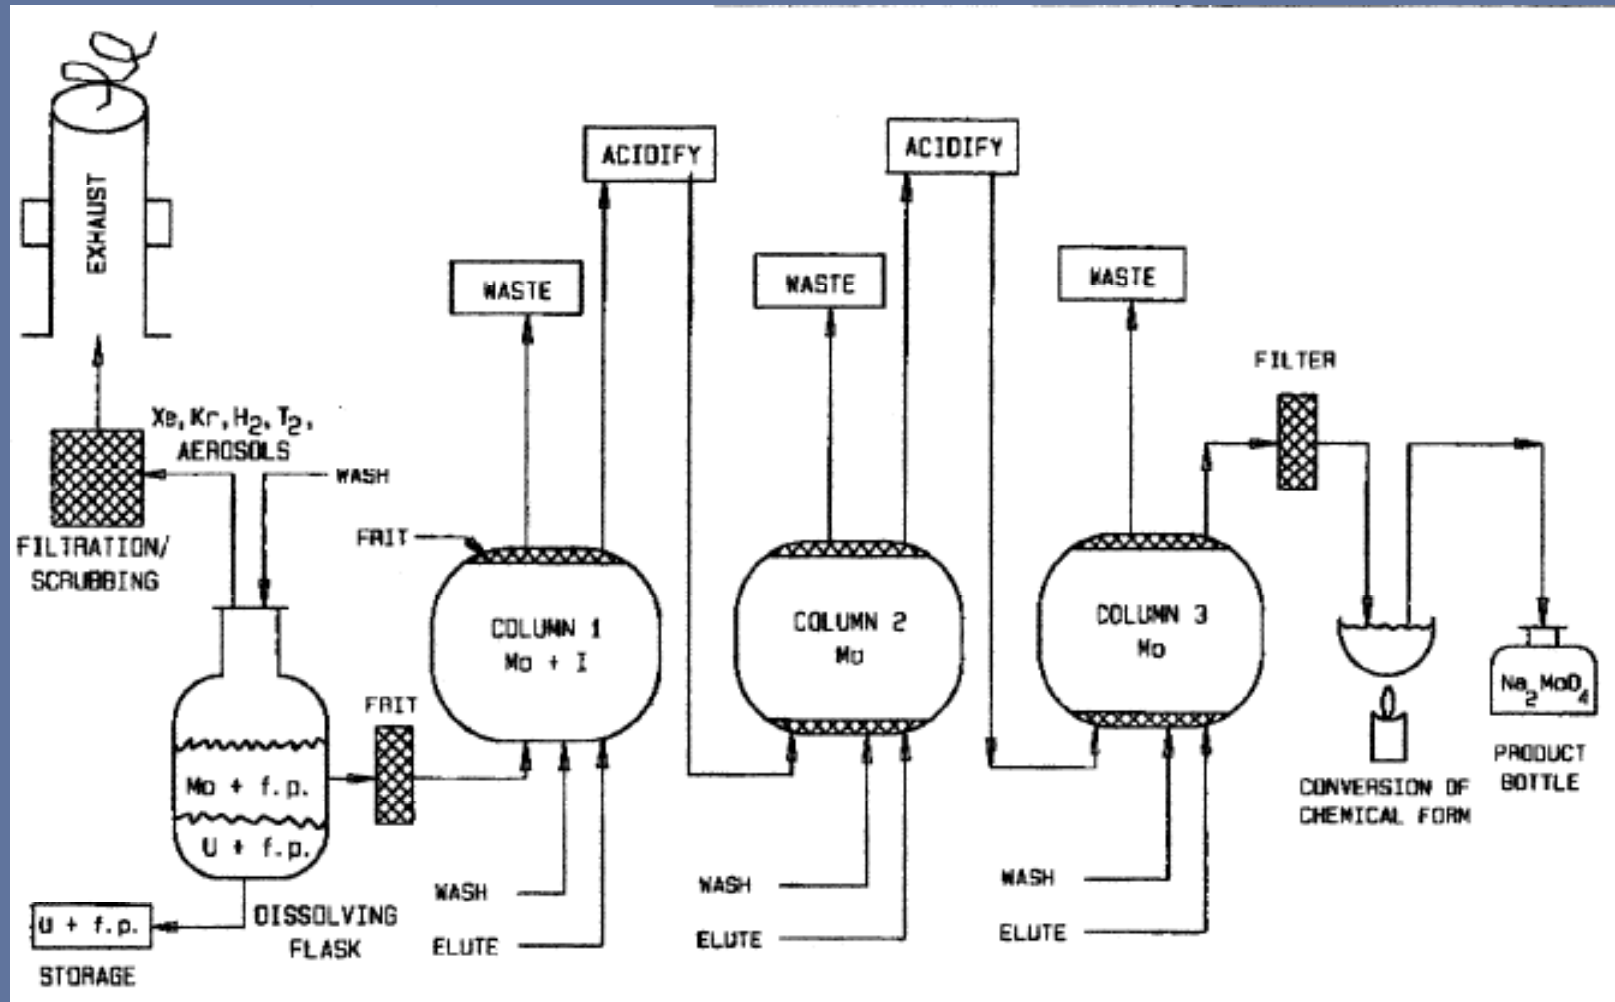 EXHAUST
Xe, Kr, H2, T2,
AEROSOLS
WASH
FILTRATION/
SCRUBBING
Mo + f.p.
U + f.p.
DISSOLVING
FLASK
U + f.p.
STORAGE
FRIT
FRIT
WASTE
ACIDIFY
COLUMN 1
Mo + I
WASH
ELUTE
WASTE
ACIDIFY
COLUMN 2
Mo
WASH
ELUTE
WASTE
COLUMN 3
Mo
WASH
ELUTE
FILTER
CONVERSION OF
CHEMICAL FORM
Na2MoO4
PRODUCT
BOTTLE